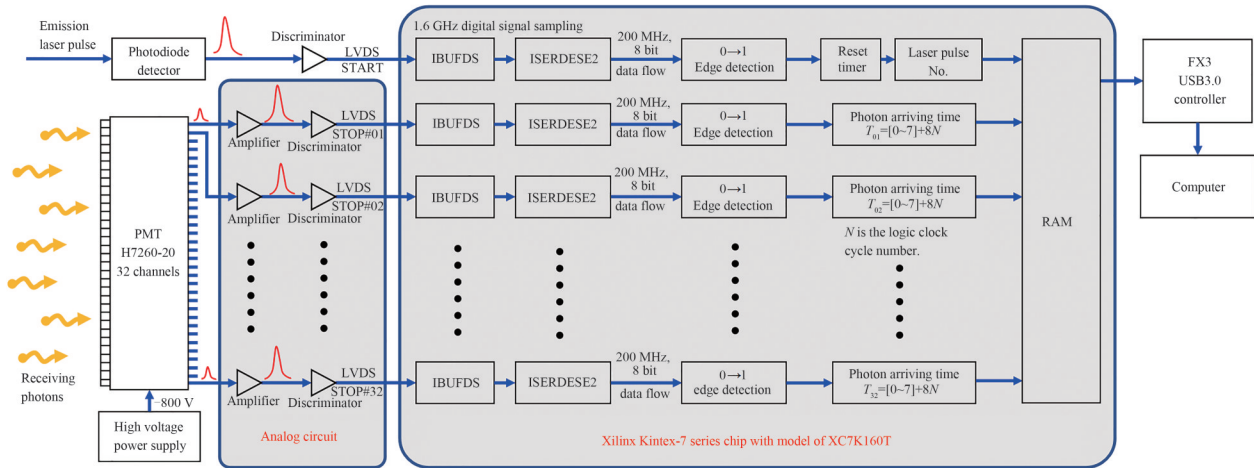 Emission
laser pulse
Photodiode
detector
Discriminator
LVDS
START
1.6 GHz digital signal sampling
IBUFDS
ISERDESE2
200 MHz,
8 bit
data flow
0→1
Edge detection
Reset
timer
Laser pulse
No.
FX3
USB3.0
controller
Computer
RAM
PMT
H7260-20
32 channels
Amplifier
Discriminator
LVDS
STOP#01
IBUFDS
ISERDESE2
200 MHz,
8 bit
data flow
0→1
Edge detection
Photon arriving time
T01=[0~7]+8N
Amplifier
Discriminator
LVDS
STOP#02
IBUFDS
ISERDESE2
200 MHz,
8 bit
data flow
0→1
Edge detection
Photon arriving time
T02=[0~7]+8N
N is the logic clock
cycle number.
Receiving
photons
Amplifier
Discriminator
LVDS
STOP#32
IBUFDS
ISERDESE2
200 MHz,
8 bit
data flow
0→1
edge detection
Photon arriving time
T32=[0~7]+8N
−800 V
High voltage
power supply
Analog circuit
Xilinx Kintex-7 series chip with model of XC7K160T